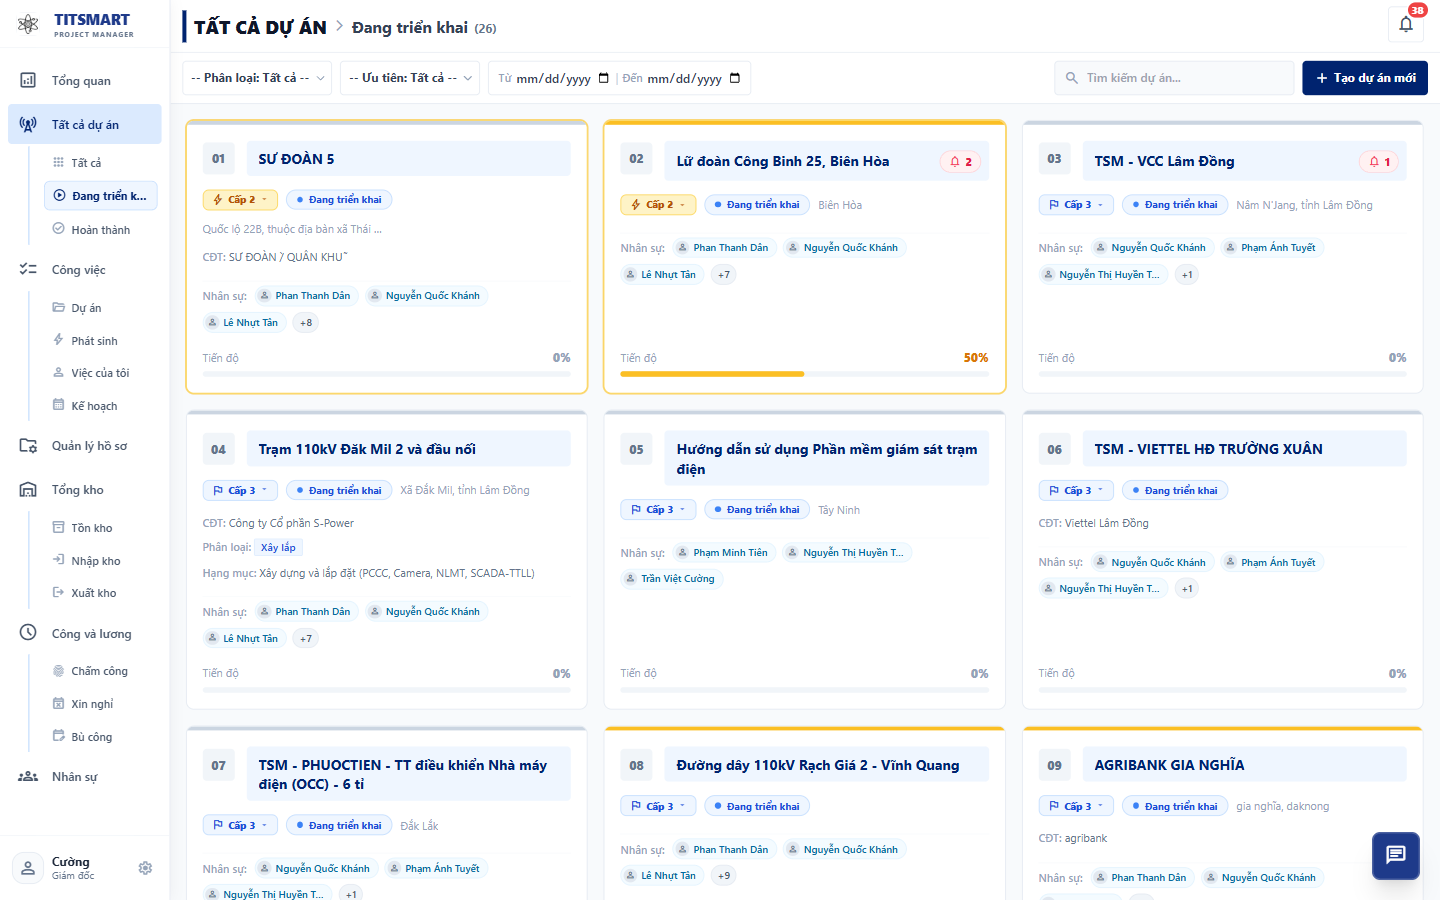 TITSMART
PROJECT MANAGER
Tổng quan
Tất cả dự án
Tất cả
Đang triển k...
Hoàn thành
Công việc
Dự án
Phát sinh
Việc của tôi
Kế hoạch
Quản lý hồ sơ
Tổng kho
Tồn kho
Nhập kho
Xuất kho
Công và lương
Chấm công
Xin nghỉ
Bù công
Nhân sự
Cường
Giám đốc
TẤT CẢ DỰ ÁN > Đang triển khai (26)
38
-- Phân loại: Tất cả --
-- Ưu tiên: Tất cả --
Từ mm/dd/yyyy | Đến mm/dd/yyyy
Tìm kiếm dự án...
+ Tạo dự án mới
01 SƯ ĐOÀN 5
Cấp 2 Đang triển khai
Quốc lộ 22B, thuộc địa bàn xã Thái ...
CĐT: SƯ ĐOÀN 7 QUÂN KHU~
Nhân sự: Phan Thanh Dân Nguyễn Quốc Khánh
Lê Nhựt Tân +8
Tiến độ 0%
02 Lữ đoàn Công Binh 25, Biên Hòa 2
Cấp 2 Đang triển khai Biên Hòa
Nhân sự: Phan Thanh Dân Nguyễn Quốc Khánh
Lê Nhựt Tân +7
Tiến độ 50%
03 TSM - VCC Lâm Đồng 1
Cấp 3 Đang triển khai Nâm N'Jang, tỉnh Lâm Đồng
Nhân sự: Nguyễn Quốc Khánh Phạm Ánh Tuyết
Nguyễn Thị Huyền T... +1
Tiến độ 0%
04 Trạm 110kV Đăk Mil 2 và đầu nối
Cấp 3 Đang triển khai Xã Đắk Mil, tỉnh Lâm Đồng
CĐT: Công ty Cổ phần S-Power
Phân loại: Xây lắp
Hạng mục: Xây dựng và lắp đặt (PCCC, Camera, NLMT, SCADA-TTLL)
Nhân sự: Phan Thanh Dân Nguyễn Quốc Khánh
Lê Nhựt Tân +7
Tiến độ 0%
05 Hướng dẫn sử dụng Phần mềm giám sát trạm
điện
Cấp 3 Đang triển khai Tây Ninh
Nhân sự: Phạm Minh Tiên Nguyễn Thị Huyền T...
Trần Việt Cường
Tiến độ 0%
06 TSM - VIETTEL HĐ TRƯỜNG XUÂN
Cấp 3 Đang triển khai
CĐT: Viettel Lâm Đồng
Nhân sự: Nguyễn Quốc Khánh Phạm Ánh Tuyết
Nguyễn Thị Huyền T... +1
Tiến độ 0%
07 TSM - PHUOCTIEN - TT điều khiển Nhà máy
điện (OCC) - 6 tỉ
Cấp 3 Đang triển khai Đắk Lắk
Nhân sự: Nguyễn Quốc Khánh Phạm Ánh Tuyết
Nguyễn Thị Huyền T... +1
08 Đường dây 110kV Rạch Giá 2 - Vĩnh Quang
Cấp 3 Đang triển khai
Nhân sự: Phan Thanh Dân Nguyễn Quốc Khánh
Lê Nhựt Tân +9
09 AGRIBANK GIA NGHĨA
Cấp 3 Đang triển khai gia nghĩa, daknong
CĐT: agribank
Nhân sự: Phan Thanh Dân Nguyễn Quốc Khánh